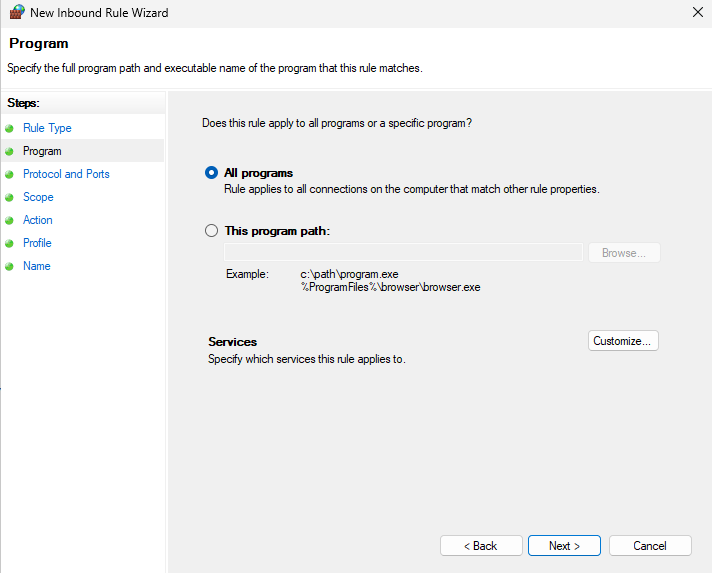 New Inbound Rule Wizard
Program
Specify the full program path and executable name of the program that this rule matches.
Steps:
Rule Type
Program
Protocol and Ports
Scope
Action
Profile
Name
Does this rule apply to all programs or a specific program?
All programs
Rule applies to all connections on the computer that match other rule properties.
This program path:
Browse...
Example:
c:\path\program.exe
%ProgramFiles%\browser\browser.exe
Services
Customize...
Specify which services this rule applies to.
< Back
Next >
Cancel